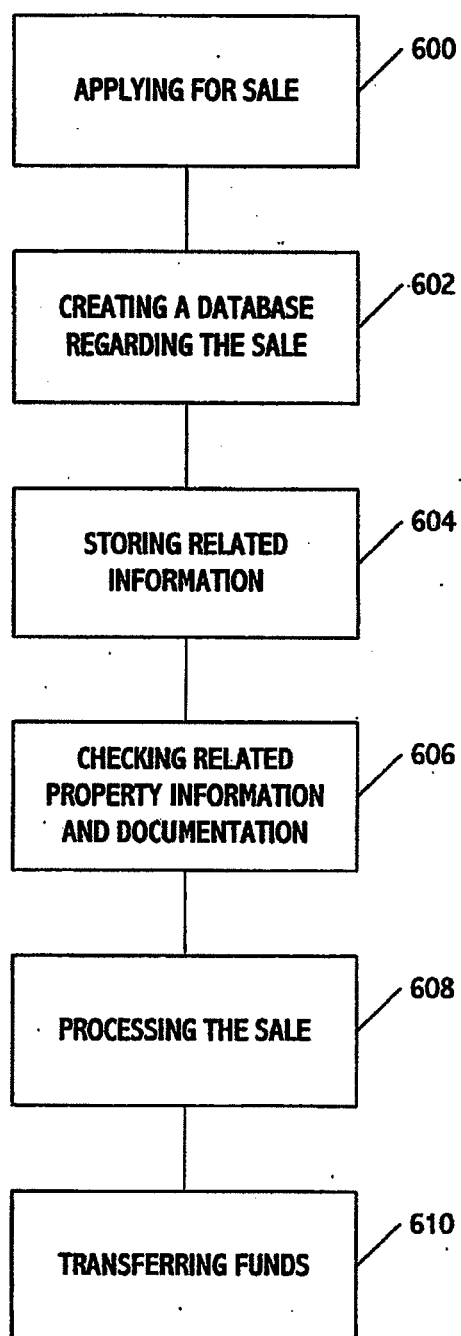 APPLYING FOR SALE
600
CREATING A DATABASE
REGARDING THE SALE
602
STORING RELATED
INFORMATION
604
CHECKING RELATED
PROPERTY INFORMATION
AND DOCUMENTATION
606
PROCESSING THE SALE
608
TRANSFERRING FUNDS
610